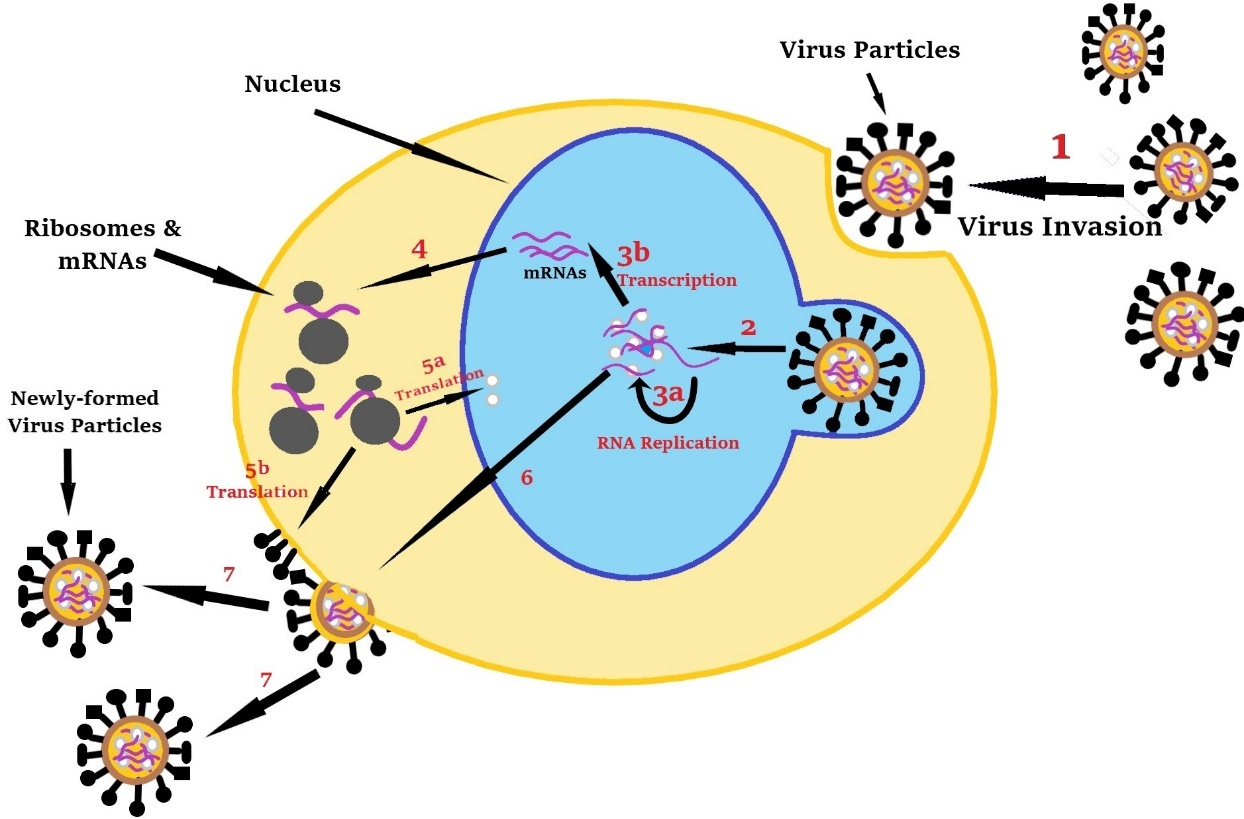 Virus Particles
Nucleus
1
Virus Invasion
Ribosomes &
mRNAs
4
mRNAs
3b
Transcription
2
5a
Translation
3a
RNA Replication
Newly-formed
Virus Particles
5b
Translation
6
7
7